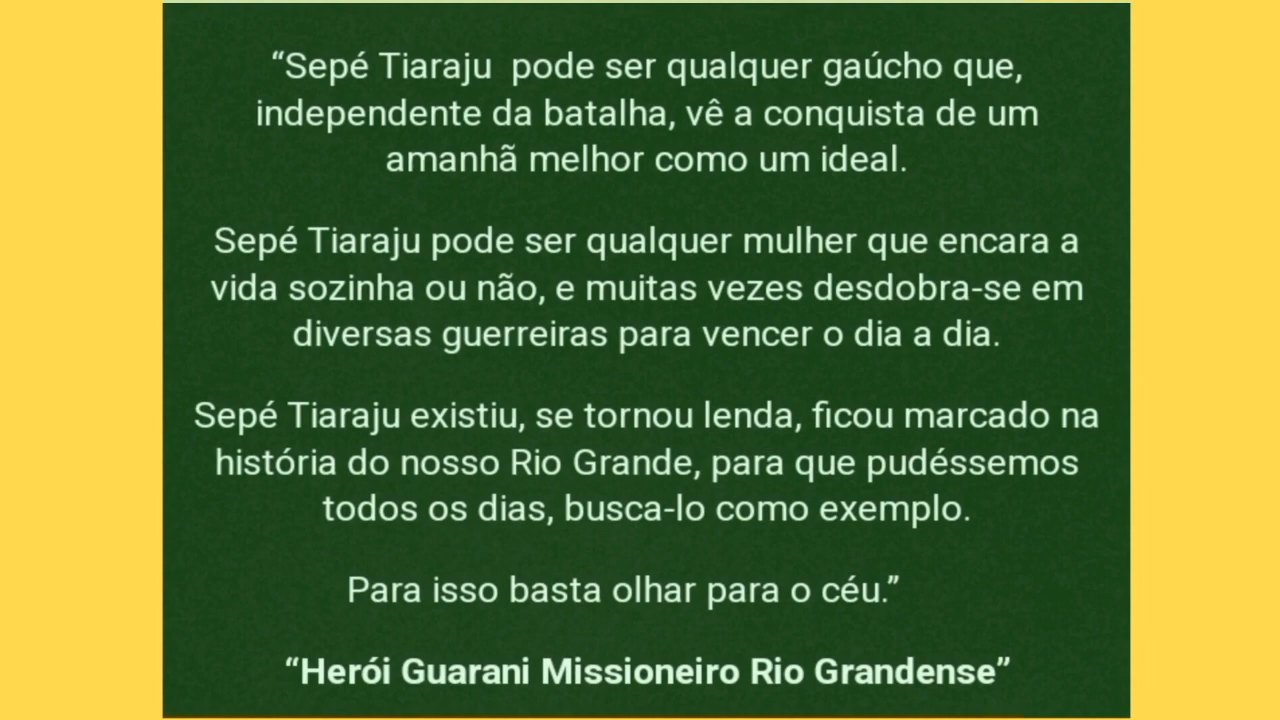 “Sepé Tiaraju  pode ser qualquer gaúcho que,
independente da batalha, vê a conquista de um
amanhã melhor como um ideal.
Sepé Tiaraju pode ser qualquer mulher que encara a
vida sozinha ou não, e muitas vezes desdobra-se em
diversas guerreiras para vencer o dia a dia.
Sepé Tiaraju existiu, se tornou lenda, ficou marcado na
história do nosso Rio Grande, para que pudéssemos
todos os dias, busca-lo como exemplo.
Para isso basta olhar para o céu.”
“Herói Guarani Missioneiro Rio Grandense”